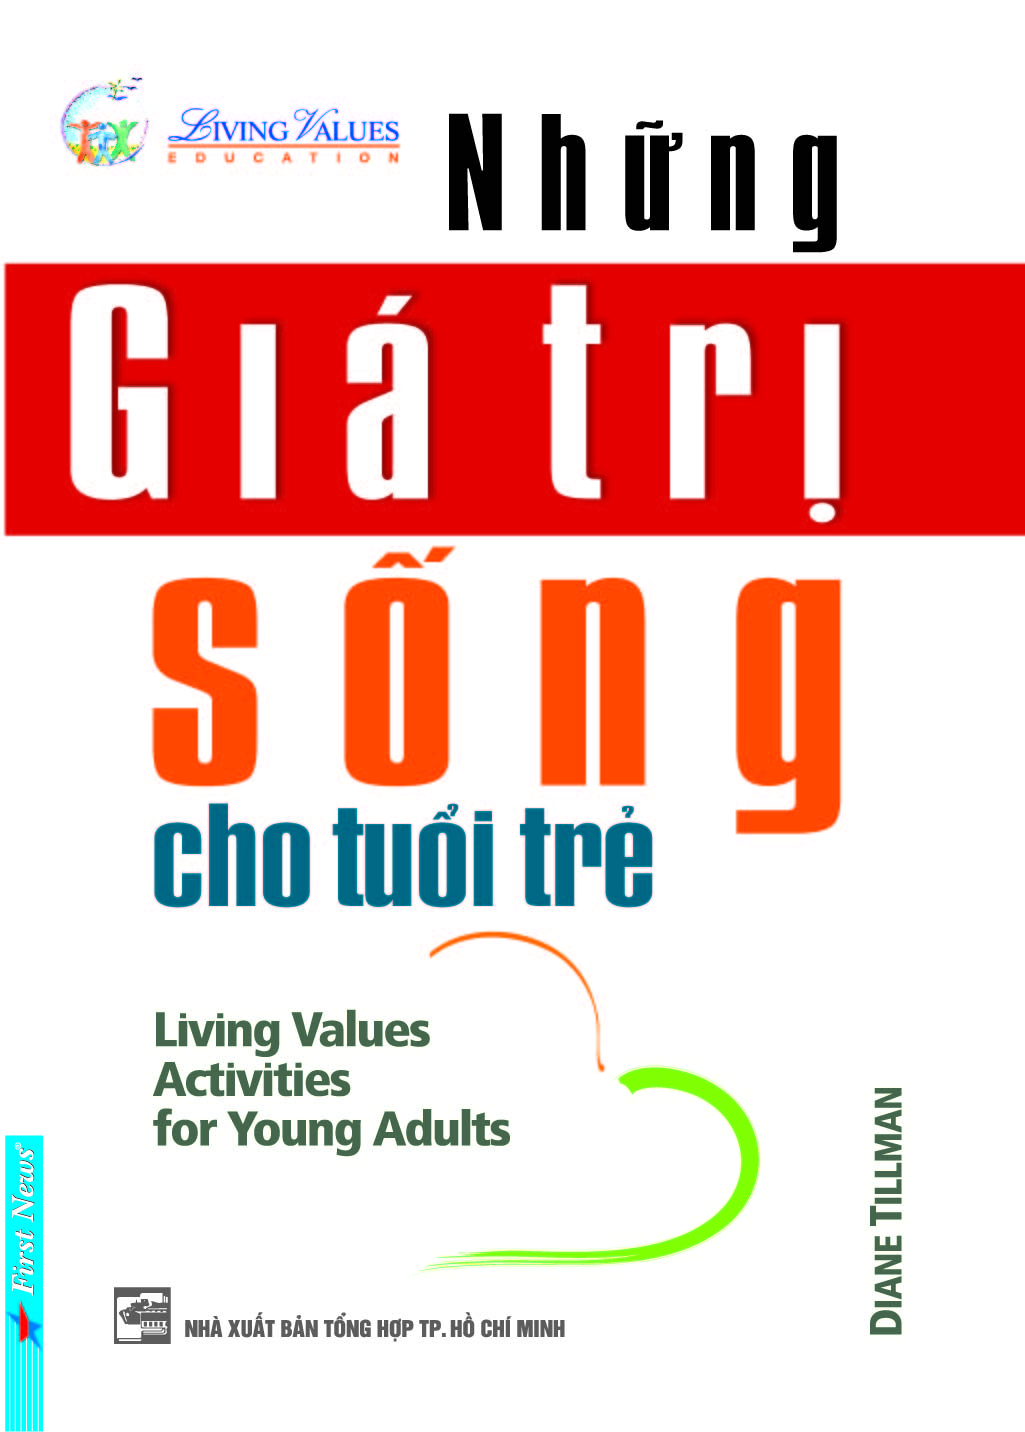 LIVING VALUES
EDUCATION
Những
Giá trị
sống
cho tuổi trẻ
Living Values
Activities
for Young Adults
DIANE TILLMAN
First News®
NHÀ XUẤT BẢN TỔNG HỢP TP. HỒ CHÍ MINH